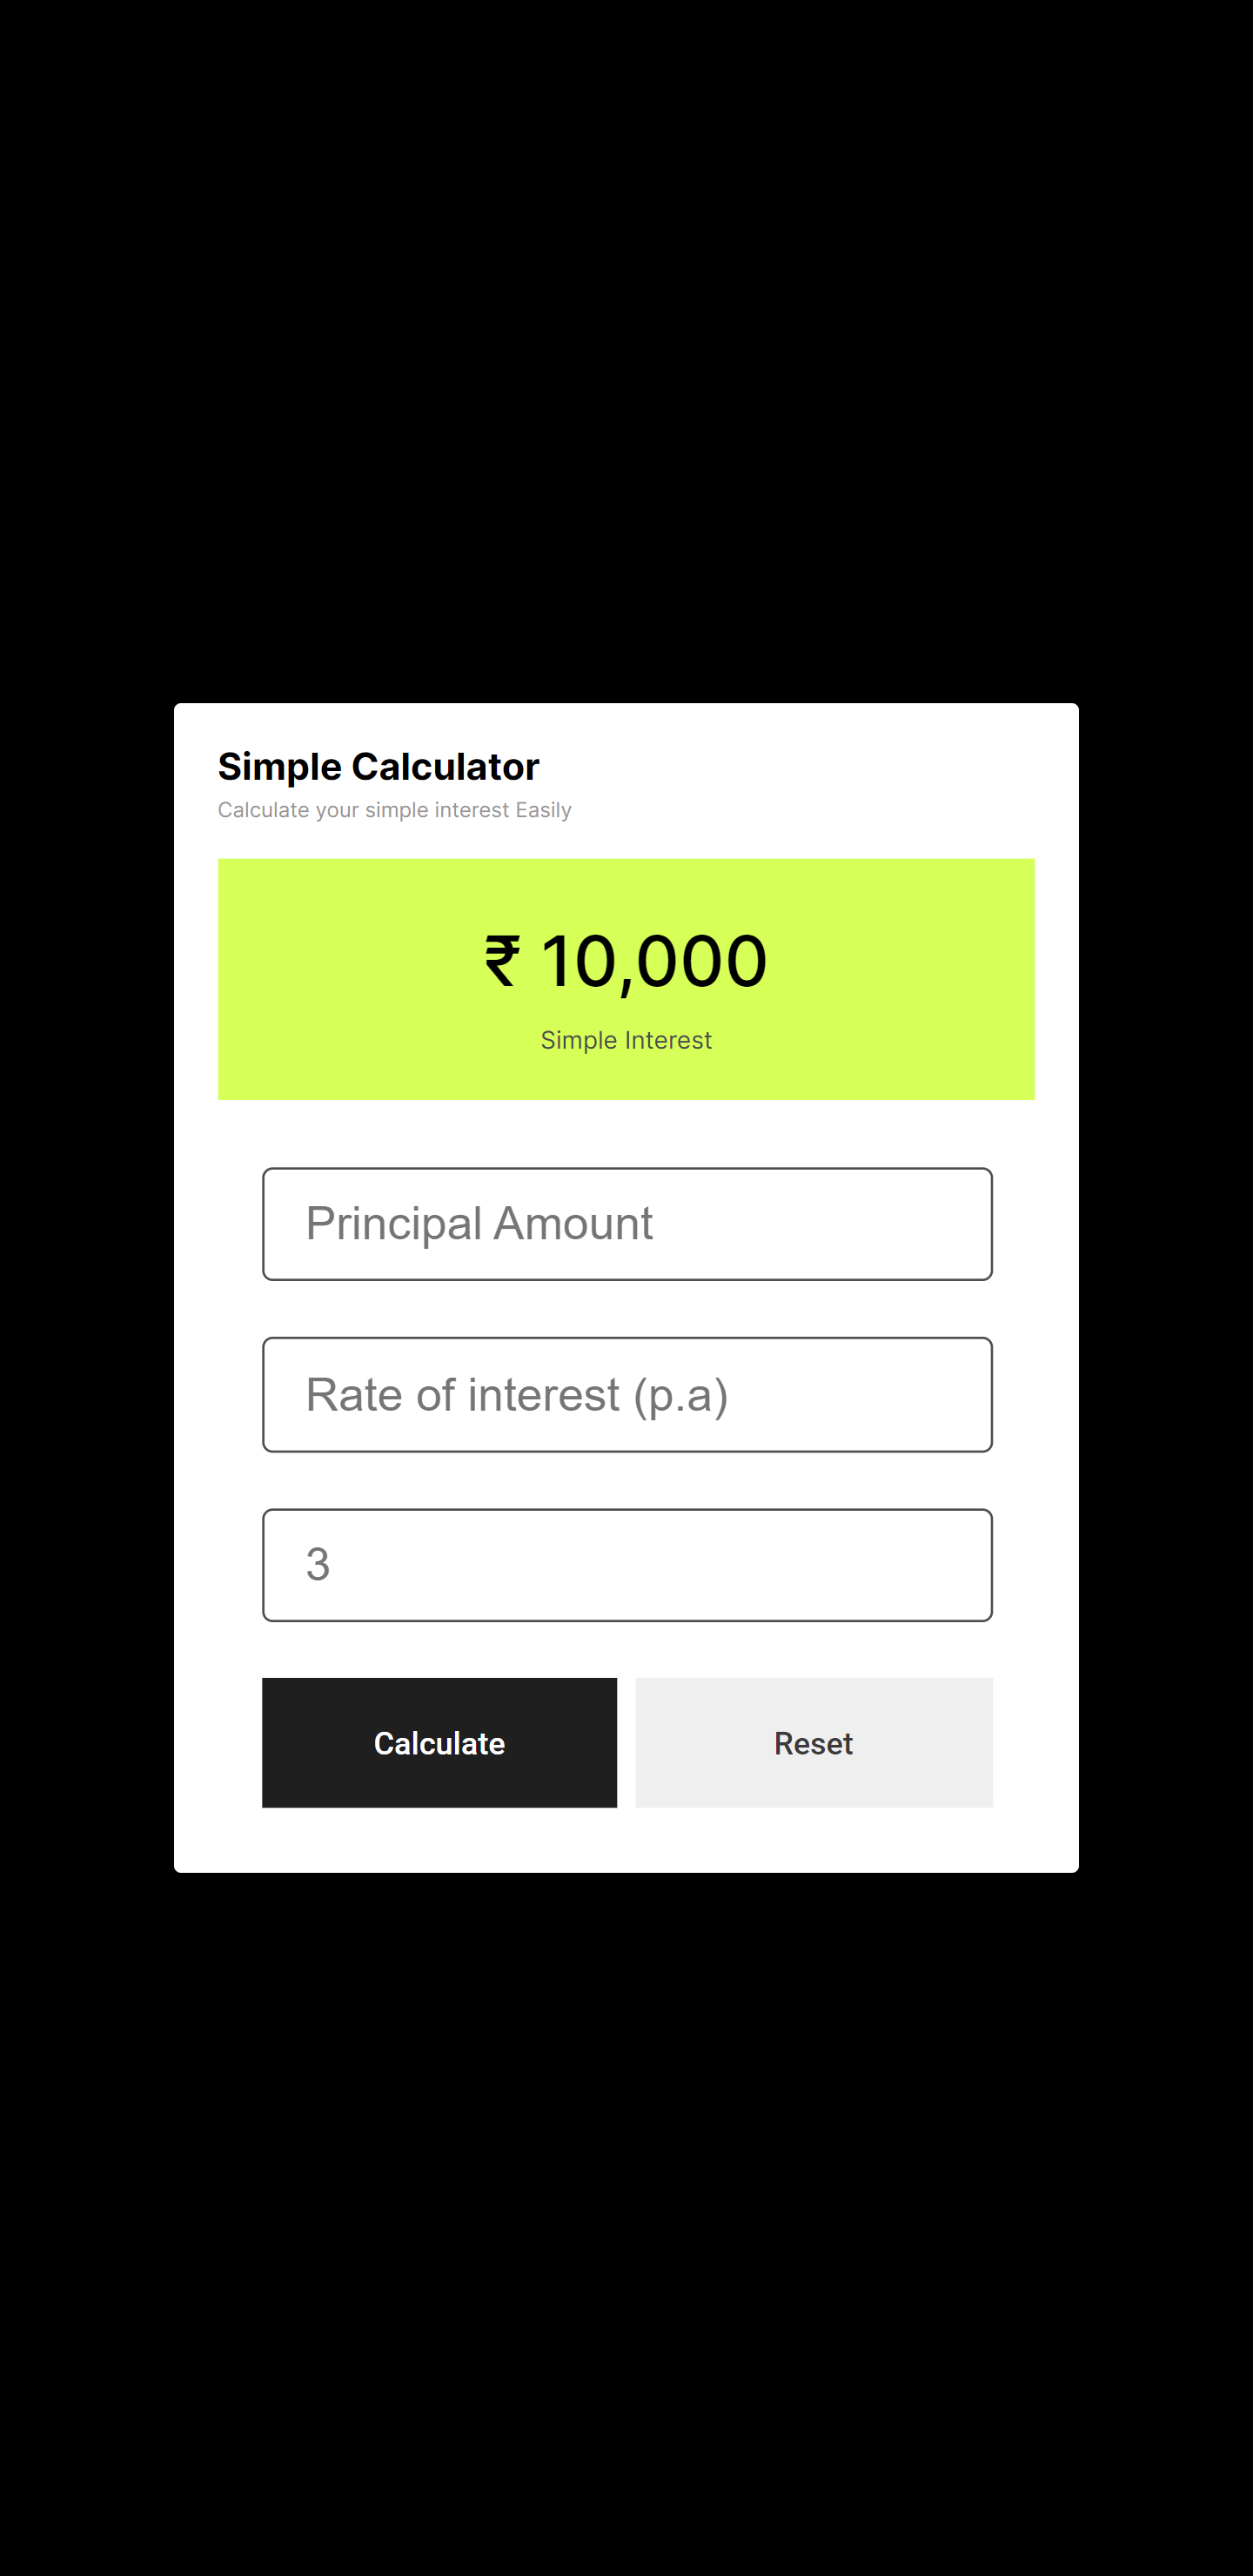 Simple Calculator
Calculate your simple interest Easily
₹ 10,000
Simple Interest
Principal Amount
Rate of interest (p.a)
3
Calculate
Reset